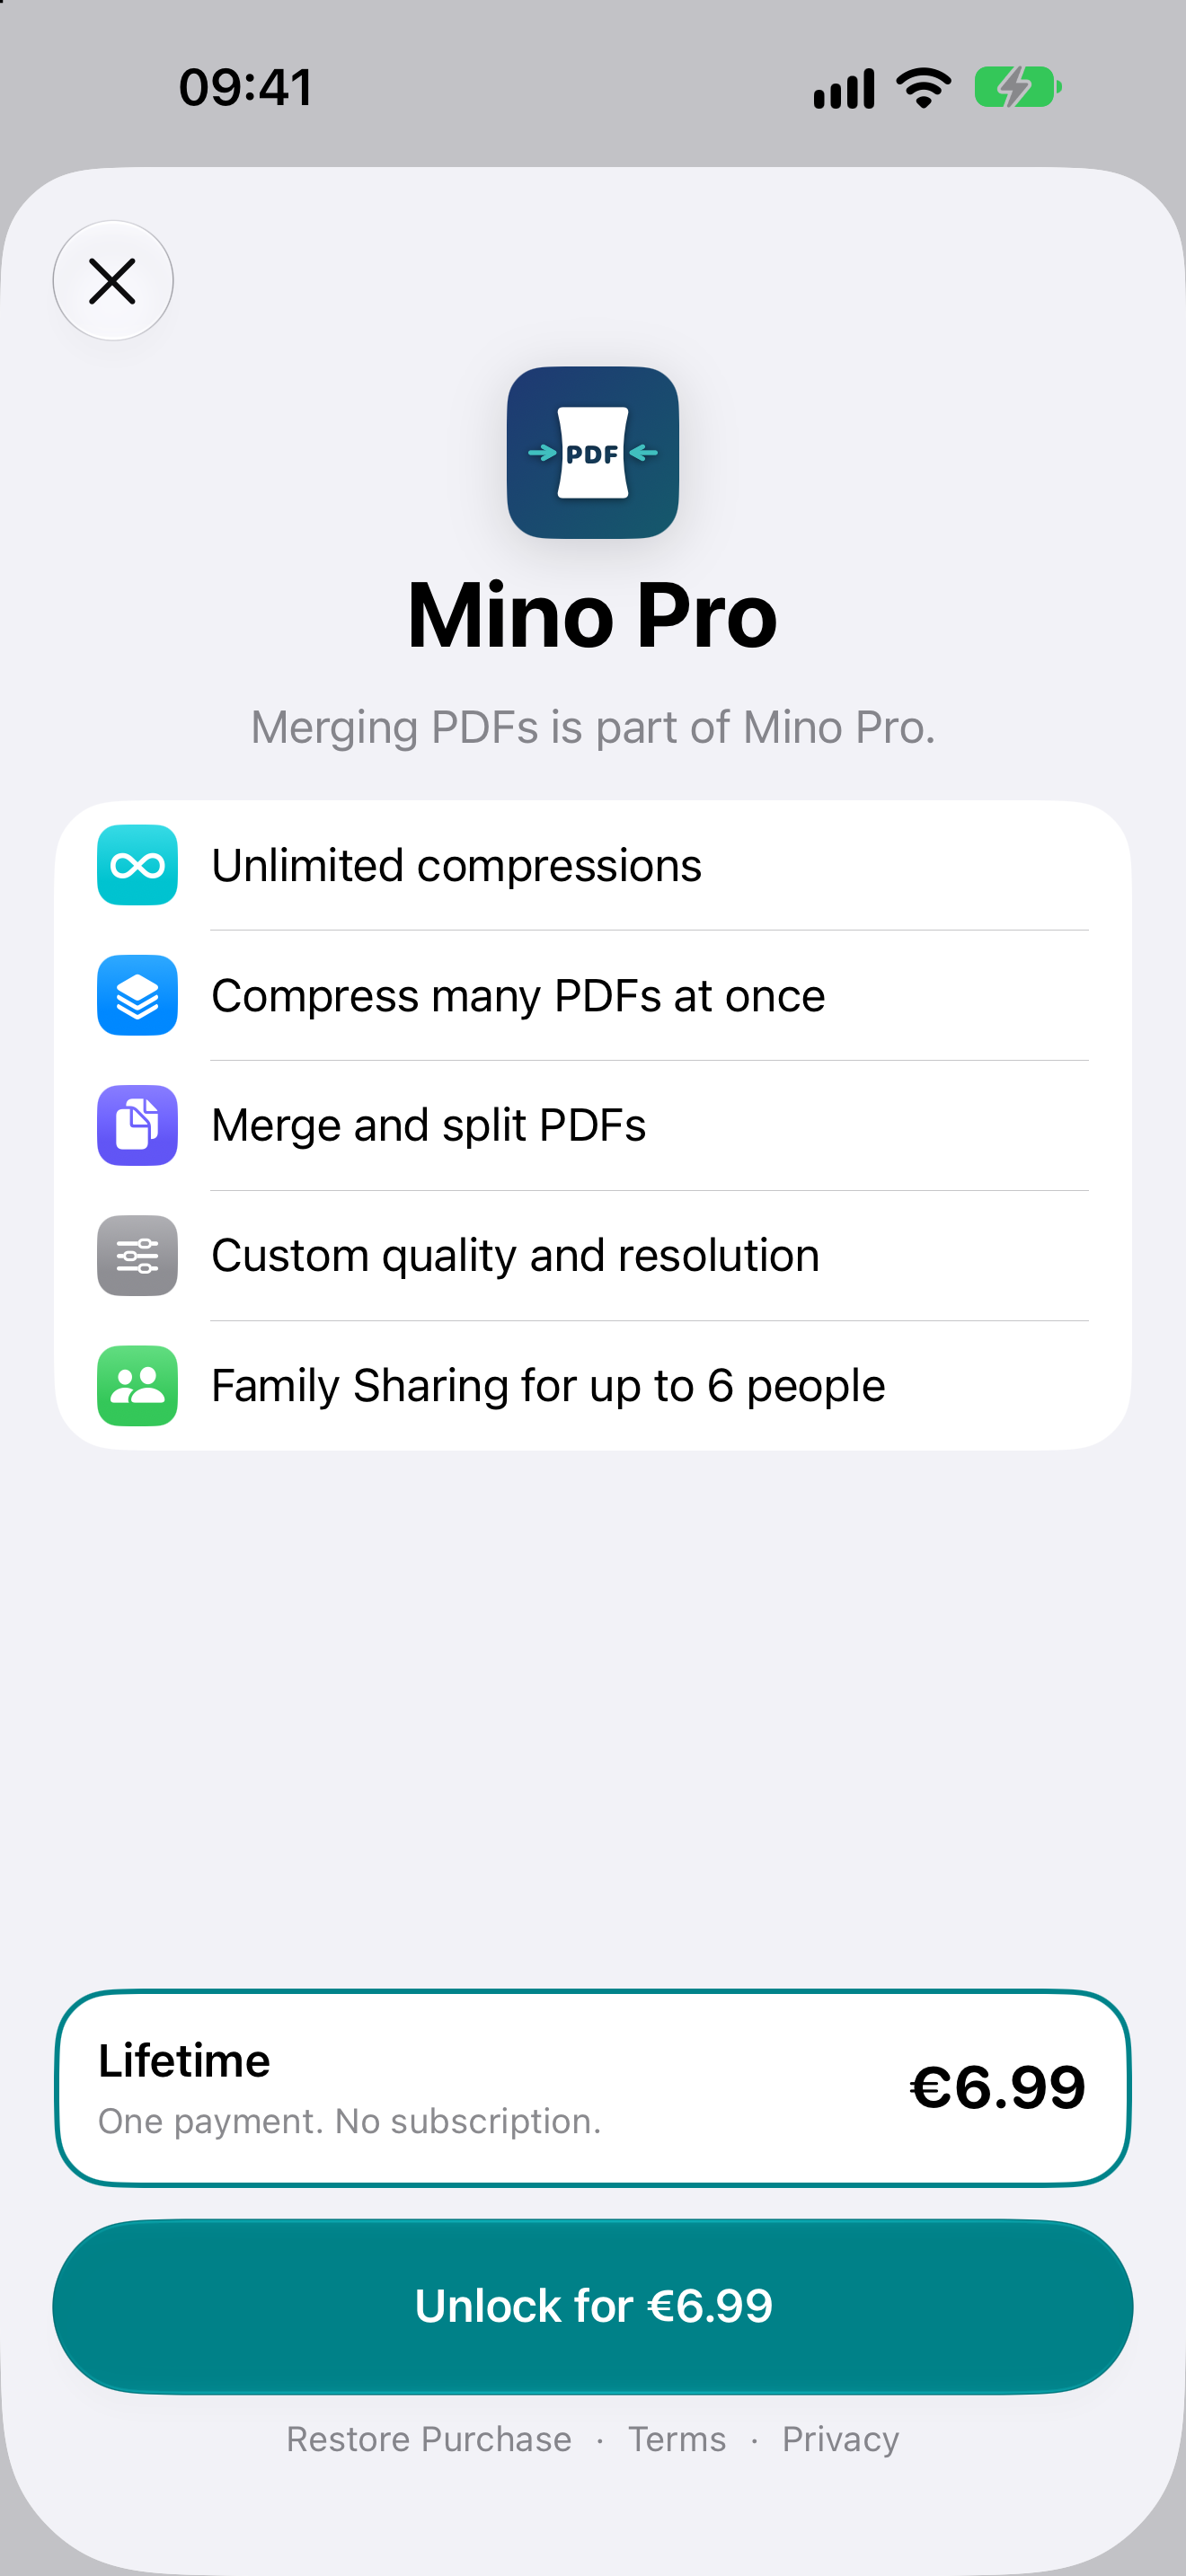 09:41
PDF
Mino Pro
Merging PDFs is part of Mino Pro.
Unlimited compressions
Compress many PDFs at once
Merge and split PDFs
Custom quality and resolution
Family Sharing for up to 6 people
Lifetime
One payment. No subscription.
€6.99
Unlock for €6.99
Restore Purchase · Terms · Privacy